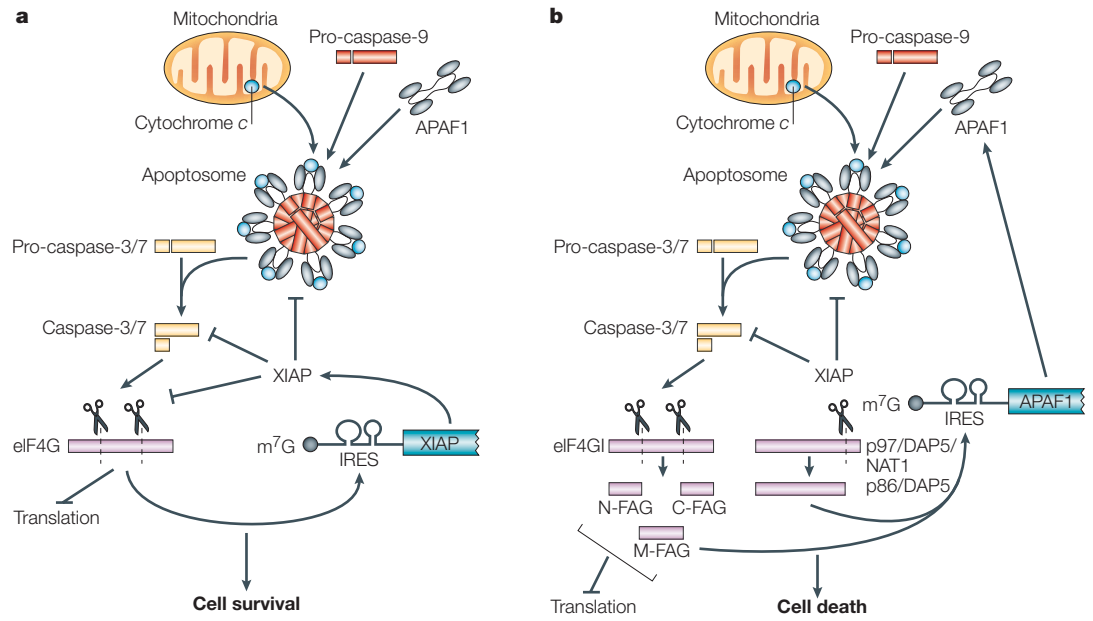 a
Mitochondria
Pro-caspase-9
Cytochrome c
APAF1
Apoptosome
Pro-caspase-3/7
Caspase-3/7
XIAP
eIF4G
m⁷G
IRES
XIAP
Translation
Cell survival
b
Mitochondria
Pro-caspase-9
Cytochrome c
APAF1
Apoptosome
Pro-caspase-3/7
Caspase-3/7
XIAP
m⁷G
IRES
APAF1
eIF4GI
p97/DAP5/
NAT1
p86/DAP5
N-FAG
C-FAG
M-FAG
Translation
Cell death